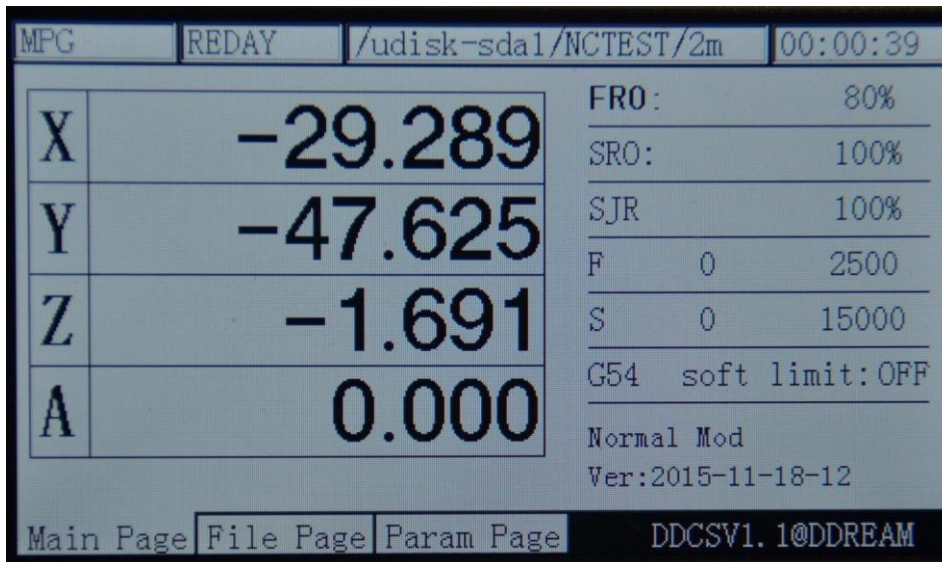 MPG REDAY /udisk-sda1/NCTEST/2m 00:00:39
X -29.289
Y -47.625
Z -1.691
A 0.000
FRO: 80%
SRO: 100%
SJR 100%
F 0 2500
S 0 15000
G54 soft limit:OFF
Normal Mod
Ver:2015-11-18-12
Main Page File Page Param Page DDCSV1.1@DDREAM